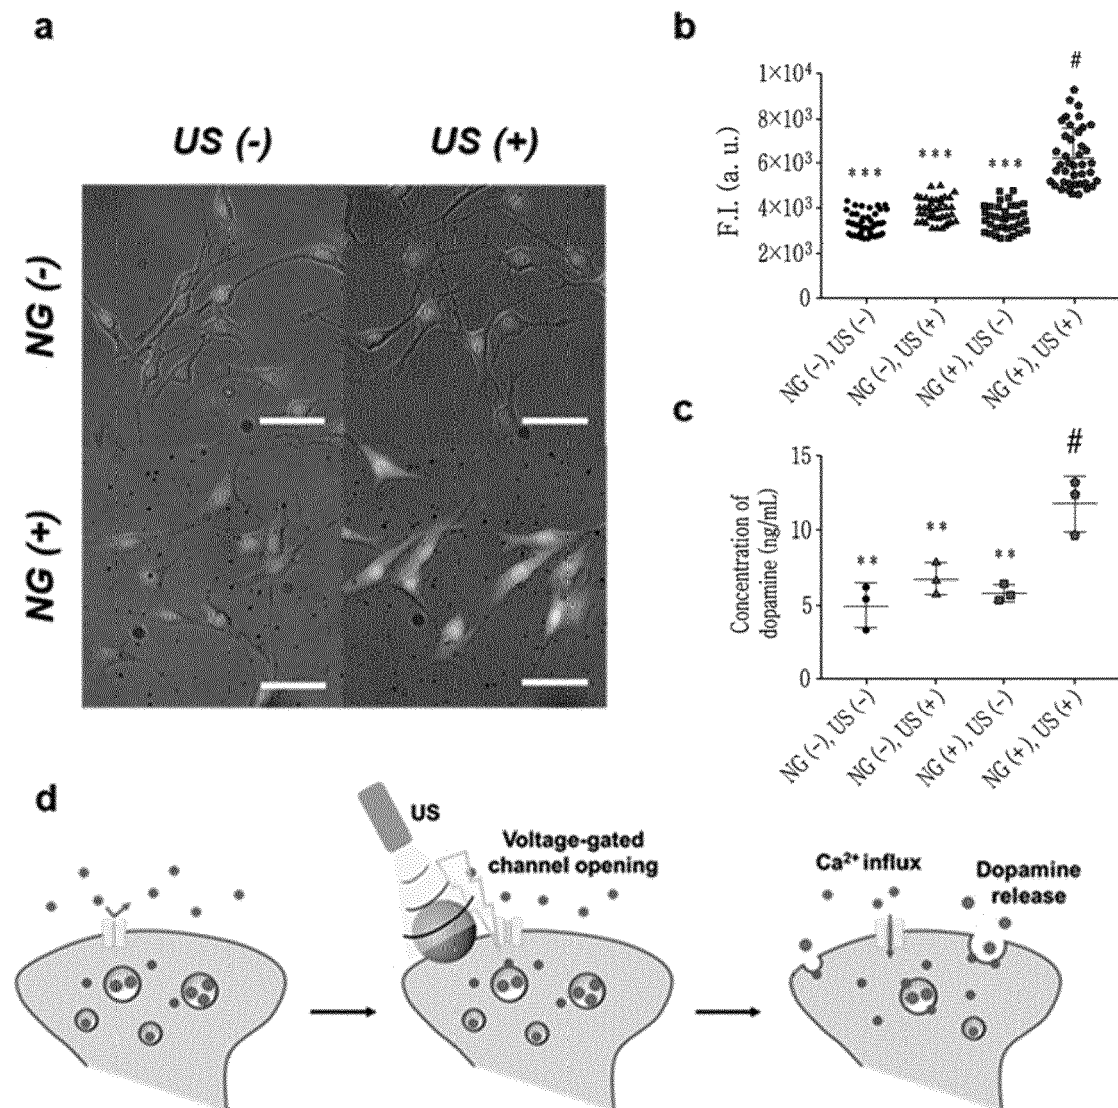 a
US (-)
US (+)
NG (-)
NG (+)
b
F.I. (a. u.)
1×10⁴
8×10³
6×10³
4×10³
2×10³
0
***
***
***
#
NG (-), US (-)
NG (-), US (+)
NG (+), US (-)
NG (+), US (+)
c
Concentration of
dopamine (ng/mL)
15
10
5
0
**
**
**
#
NG (-), US (-)
NG (-), US (+)
NG (+), US (-)
NG (+), US (+)
d
US
Voltage-gated
channel opening
Ca²⁺ influx
Dopamine
release